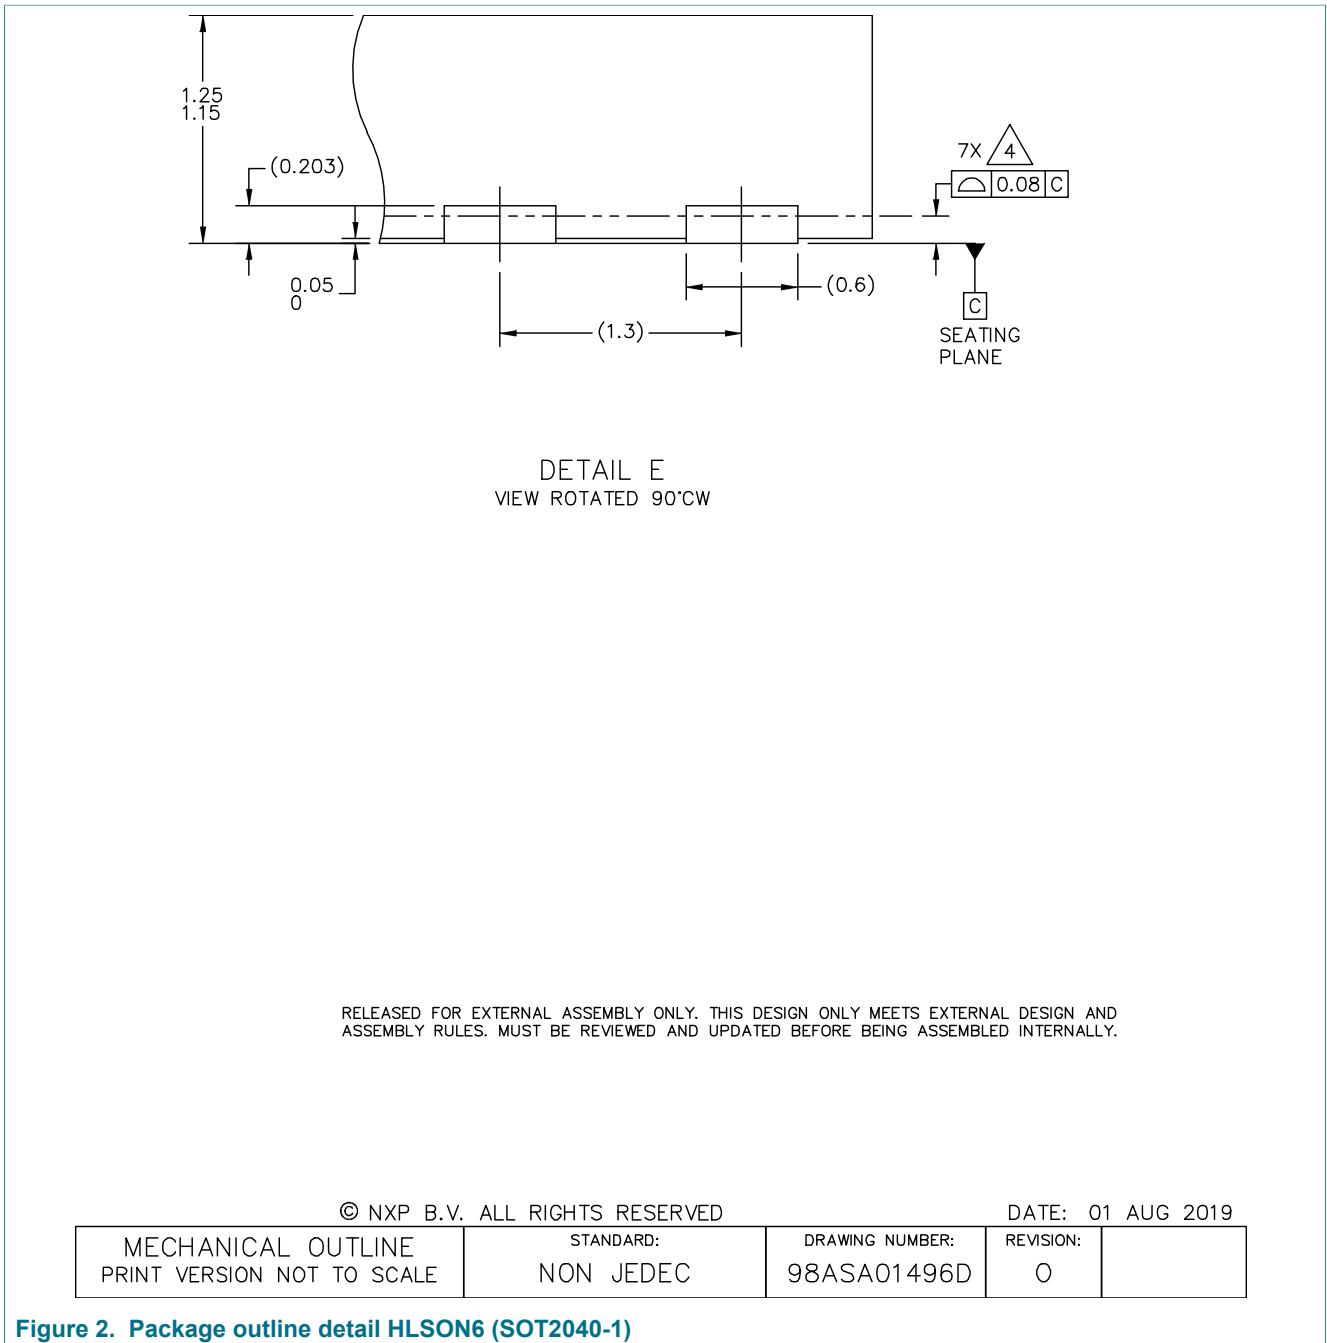 1.25
1.15
(0.203)
7X 4
0.08 C
0.05
0
(0.6)
(1.3)
C
SEATING
PLANE
DETAIL E
VIEW ROTATED 90°CW
RELEASED FOR EXTERNAL ASSEMBLY ONLY. THIS DESIGN ONLY MEETS EXTERNAL DESIGN AND
ASSEMBLY RULES. MUST BE REVIEWED AND UPDATED BEFORE BEING ASSEMBLED INTERNALLY.
© NXP B.V. ALL RIGHTS RESERVED
DATE: 01 AUG 2019
MECHANICAL OUTLINE
PRINT VERSION NOT TO SCALE
STANDARD:
NON JEDEC
DRAWING NUMBER:
98ASA01496D
REVISION:
O
Figure 2. Package outline detail HLSON6 (SOT2040-1)